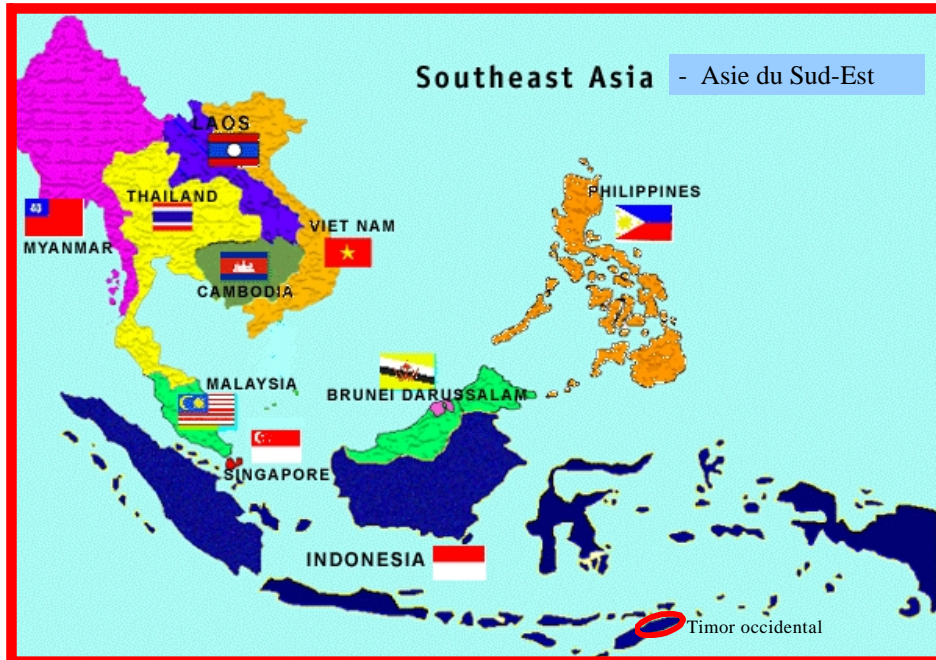 Southeast Asia - Asie du Sud-Est
LAOS
THAILAND
PHILIPPINES
MYANMAR
VIET NAM
CAMBODIA
MALAYSIA
BRUNEI DARUSSALAM
SINGAPORE
INDONESIA
Timor occidental